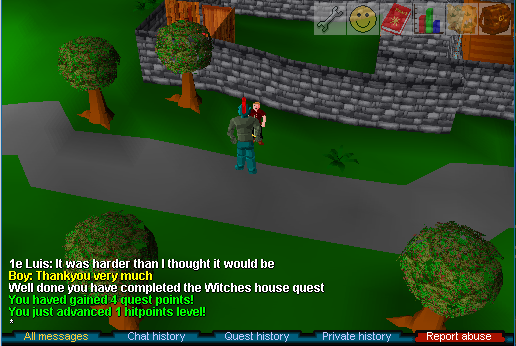 1e Luis: It was harder than I thought it would be
Boy: Thankyou very much
Well done you have completed the Witches house quest
You haved gained 4 quest points!
You just advanced 1 hitpoints level!
*
All messages Chat history Quest history Private history Report abuse